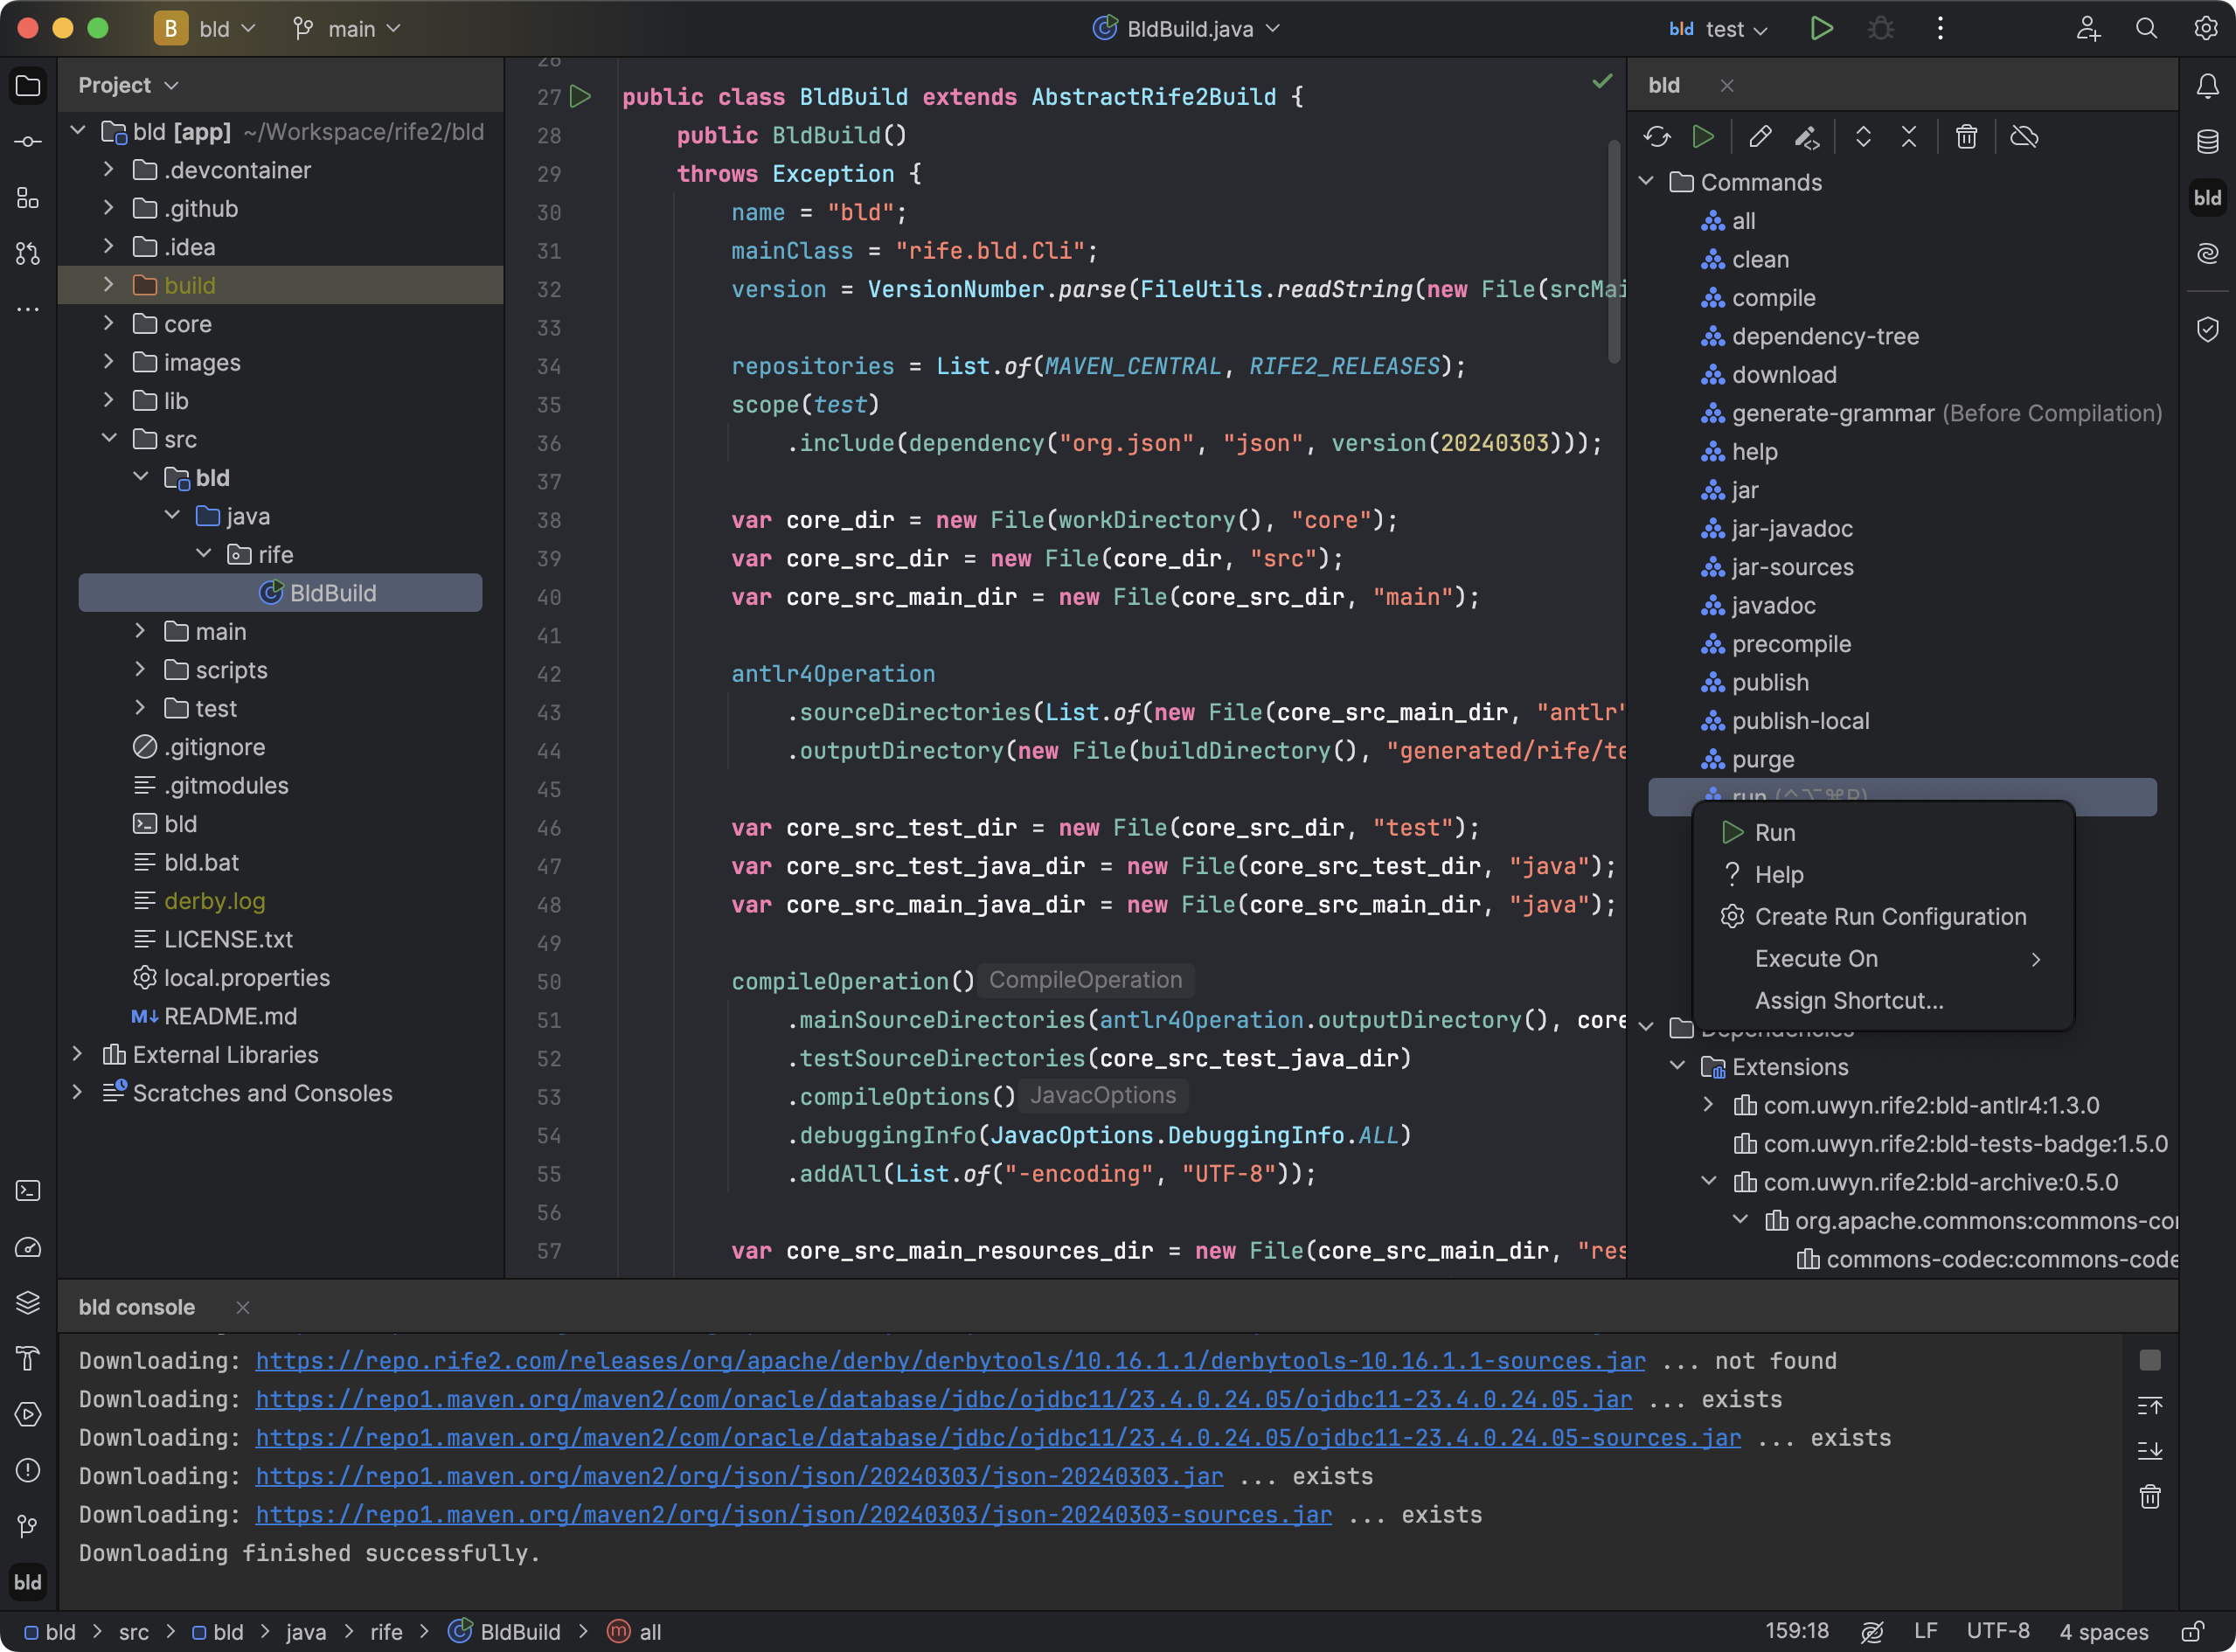 B bld main BldBuild.java bld test
Project
bld [app] ~/Workspace/rife2/bld
.devcontainer
.github
.idea
build
core
images
lib
src
bld
java
rife
BldBuild
main
scripts
test
.gitignore
.gitmodules
bld
bld.bat
derby.log
LICENSE.txt
local.properties
M↓ README.md
External Libraries
Scratches and Consoles
26
27 public class BldBuild extends AbstractRife2Build {
28 public BldBuild()
29 throws Exception {
30 name = "bld";
31 mainClass = "rife.bld.Cli";
32 version = VersionNumber.parse(FileUtils.readString(new File(srcMai
33
34 repositories = List.of(MAVEN_CENTRAL, RIFE2_RELEASES);
35 scope(test)
36 .include(dependency("org.json", "json", version(20240303)));
37
38 var core_dir = new File(workDirectory(), "core");
39 var core_src_dir = new File(core_dir, "src");
40 var core_src_main_dir = new File(core_src_dir, "main");
41
42 antlr4Operation
43 .sourceDirectories(List.of(new File(core_src_main_dir, "antlr"
44 .outputDirectory(new File(buildDirectory(), "generated/rife/te
45
46 var core_src_test_dir = new File(core_src_dir, "test");
47 var core_src_test_java_dir = new File(core_src_test_dir, "java");
48 var core_src_main_java_dir = new File(core_src_main_dir, "java");
49
50 compileOperation() CompileOperation
51 .mainSourceDirectories(antlr4Operation.outputDirectory(), core
52 .testSourceDirectories(core_src_test_java_dir)
53 .compileOptions() JavacOptions
54 .debuggingInfo(JavacOptions.DebuggingInfo.ALL)
55 .addAll(List.of("-encoding", "UTF-8"));
56
57 var core_src_main_resources_dir = new File(core_src_main_dir, "res
bld
Commands
all
clean
compile
dependency-tree
download
generate-grammar (Before Compilation)
help
jar
jar-javadoc
jar-sources
javadoc
precompile
publish
publish-local
purge
run (^⌥⌘R)
Run
Help
Create Run Configuration
Execute On
Assign Shortcut...
Dependencies
Extensions
com.uwyn.rife2:bld-antlr4:1.3.0
com.uwyn.rife2:bld-tests-badge:1.5.0
com.uwyn.rife2:bld-archive:0.5.0
org.apache.commons:commons-cor
commons-codec:commons-code
bld
bld console
Downloading: https://repo.rife2.com/releases/org/apache/derby/derbytools/10.16.1.1/derbytools-10.16.1.1-sources.jar ... not found
Downloading: https://repo1.maven.org/maven2/com/oracle/database/jdbc/ojdbc11/23.4.0.24.05/ojdbc11-23.4.0.24.05.jar ... exists
Downloading: https://repo1.maven.org/maven2/com/oracle/database/jdbc/ojdbc11/23.4.0.24.05/ojdbc11-23.4.0.24.05-sources.jar ... exists
Downloading: https://repo1.maven.org/maven2/org/json/json/20240303/json-20240303.jar ... exists
Downloading: https://repo1.maven.org/maven2/org/json/json/20240303/json-20240303-sources.jar ... exists
Downloading finished successfully.
bld
bld > src > bld > java > rife > BldBuild > m all 159:18 LF UTF-8 4 spaces